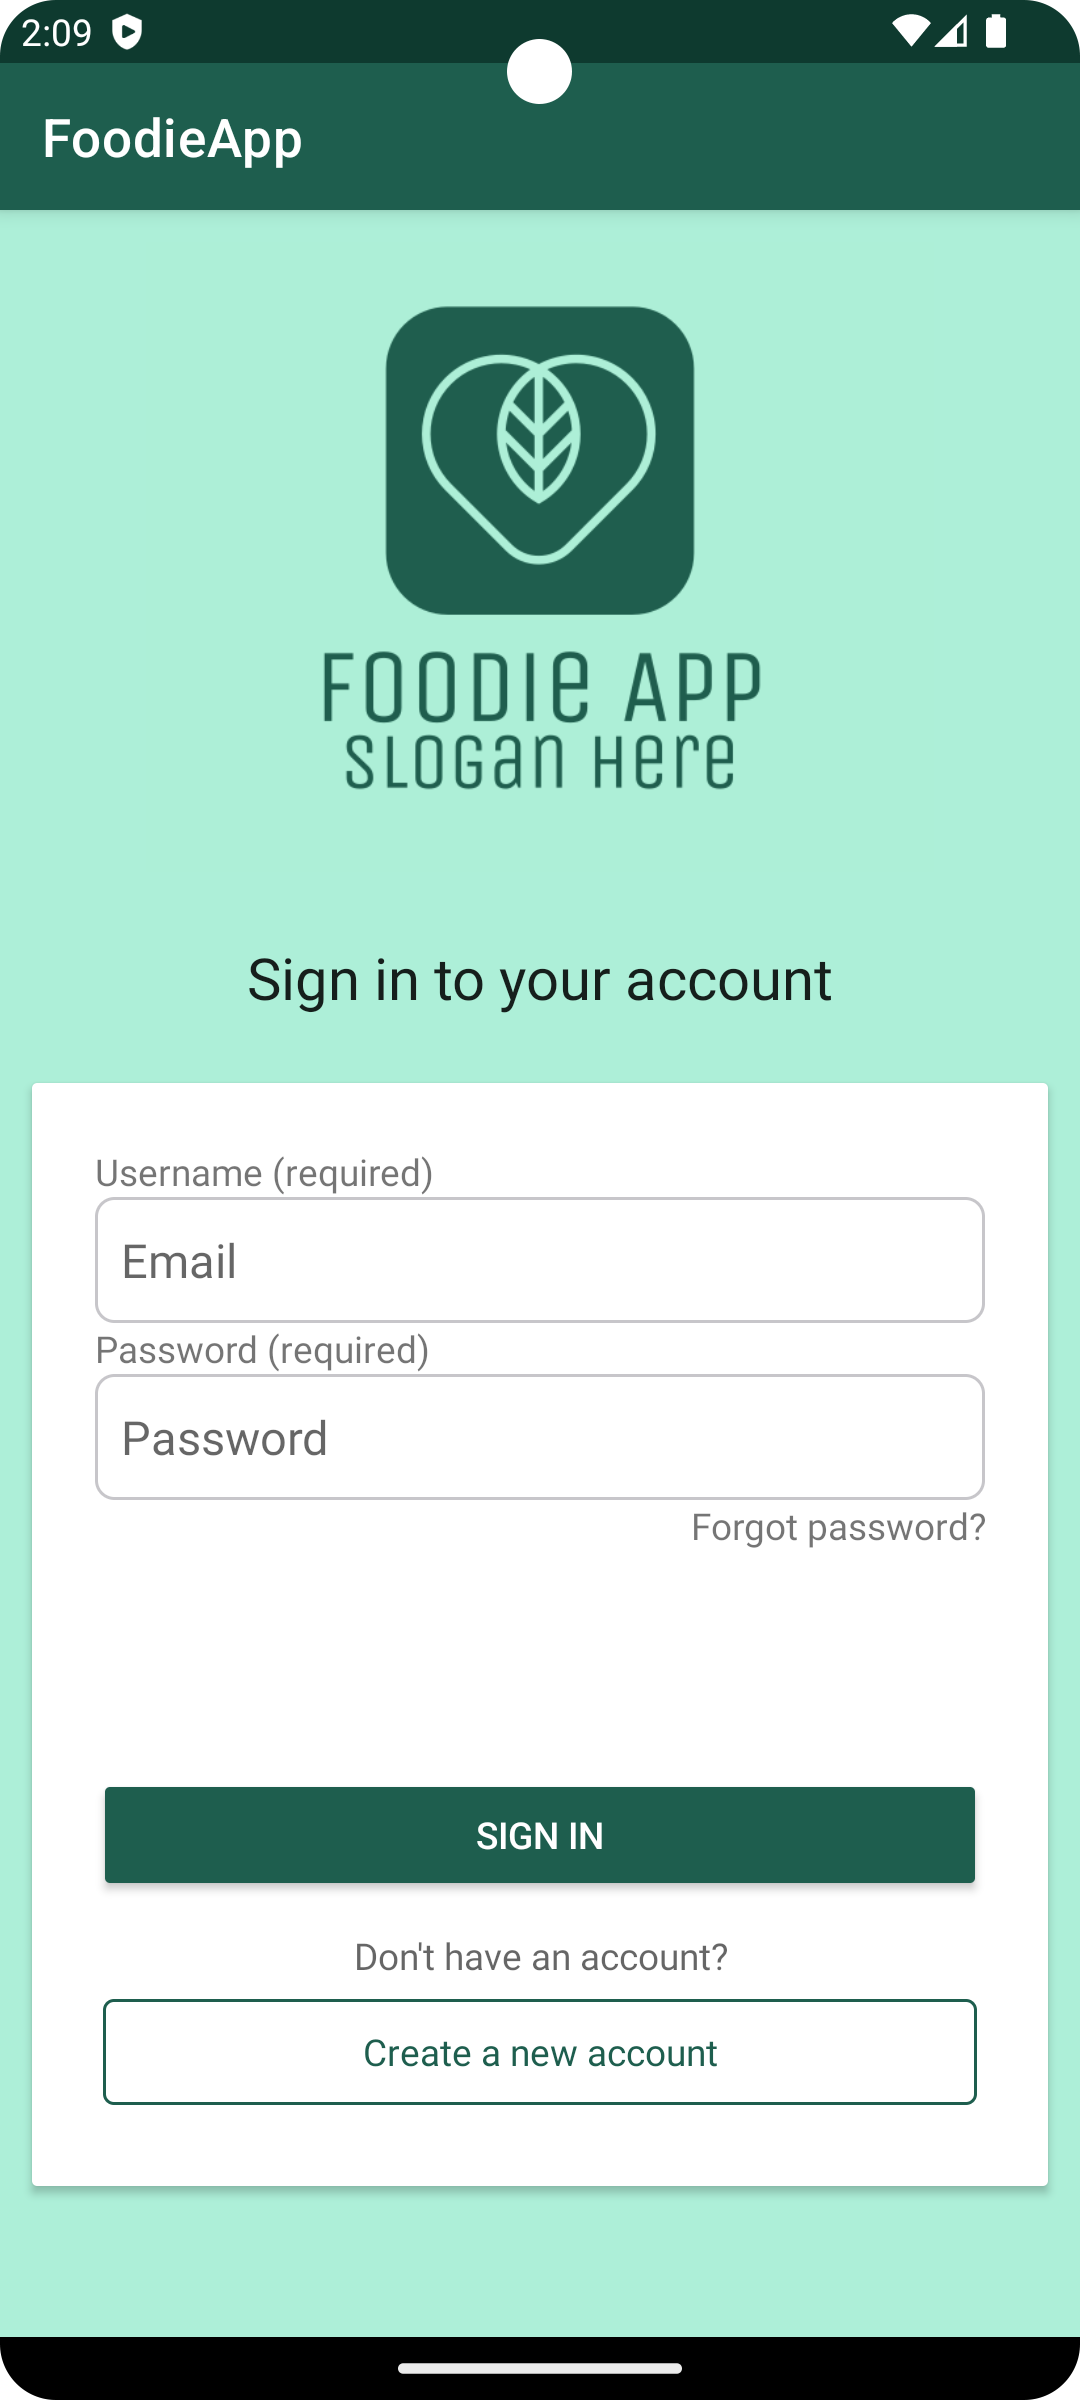 2:09
FoodieApp
FOODIE APP
SLOGAN HERE
Sign in to your account
Username (required)
Email
Password (required)
Password
Forgot password?
SIGN IN
Don't have an account?
Create a new account